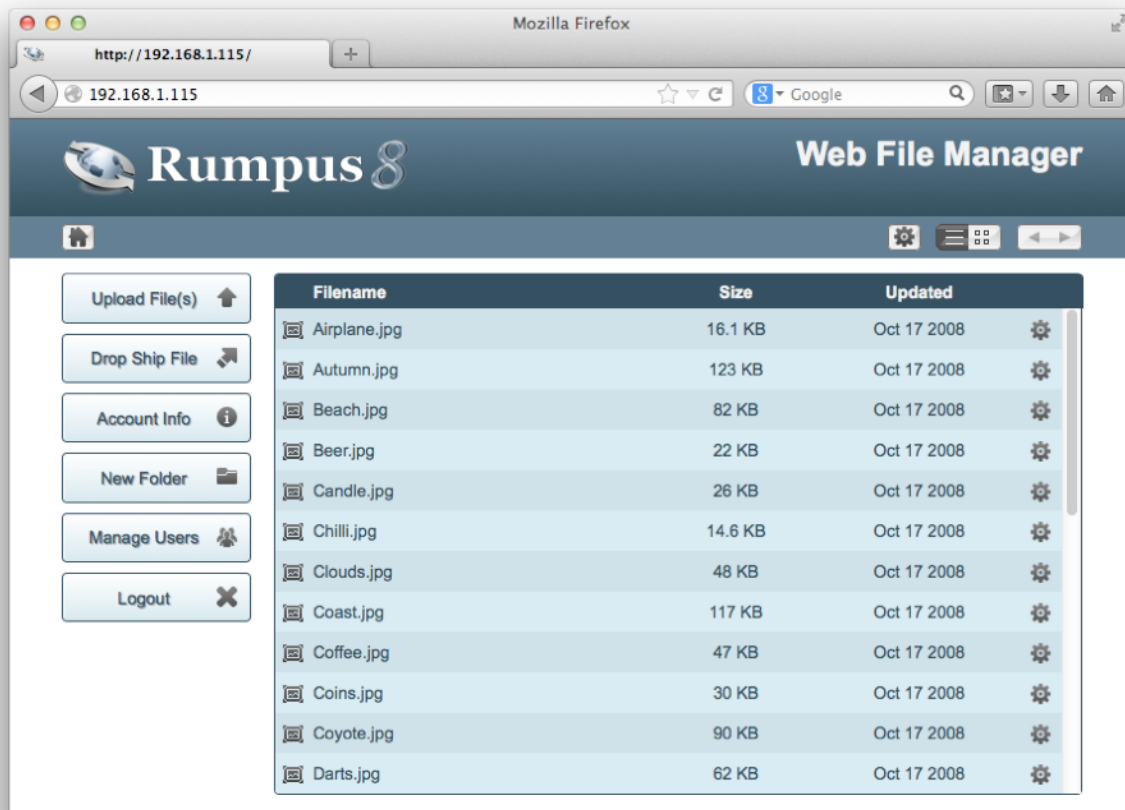 Mozilla Firefox
http://192.168.1.115/
192.168.1.115
Google
Rumpus 8
Web File Manager
Upload File(s)
Drop Ship File
Account Info
New Folder
Manage Users
Logout
Filename Size Updated
Airplane.jpg 16.1 KB Oct 17 2008
Autumn.jpg 123 KB Oct 17 2008
Beach.jpg 82 KB Oct 17 2008
Beer.jpg 22 KB Oct 17 2008
Candle.jpg 26 KB Oct 17 2008
Chilli.jpg 14.6 KB Oct 17 2008
Clouds.jpg 48 KB Oct 17 2008
Coast.jpg 117 KB Oct 17 2008
Coffee.jpg 47 KB Oct 17 2008
Coins.jpg 30 KB Oct 17 2008
Coyote.jpg 90 KB Oct 17 2008
Darts.jpg 62 KB Oct 17 2008